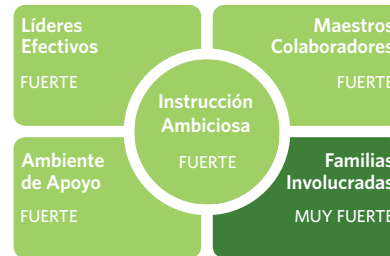 Líderes
Efectivos
FUERTE
Maestros
Colaboradores
FUERTE
Instrucción
Ambiciosa
FUERTE
Ambiente
de Apoyo
FUERTE
Familias
Involucradas
MUY FUERTE